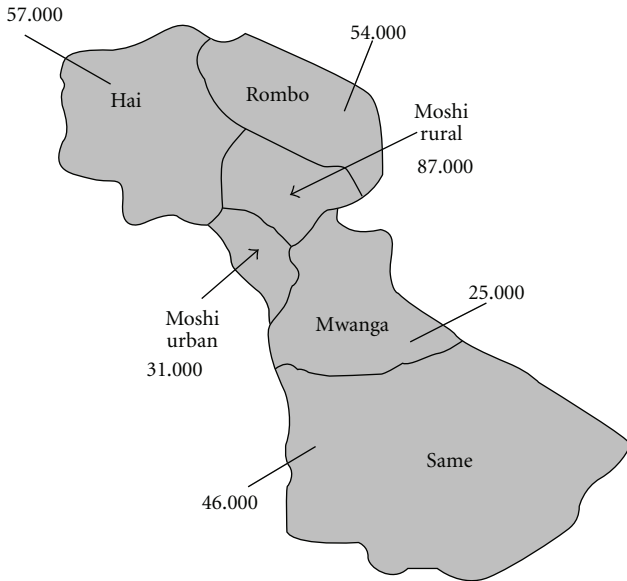 57.000
54.000
Hai
Rombo
Moshi
rural
87.000
25.000
Moshi
urban
31.000
Mwanga
Same
46.000